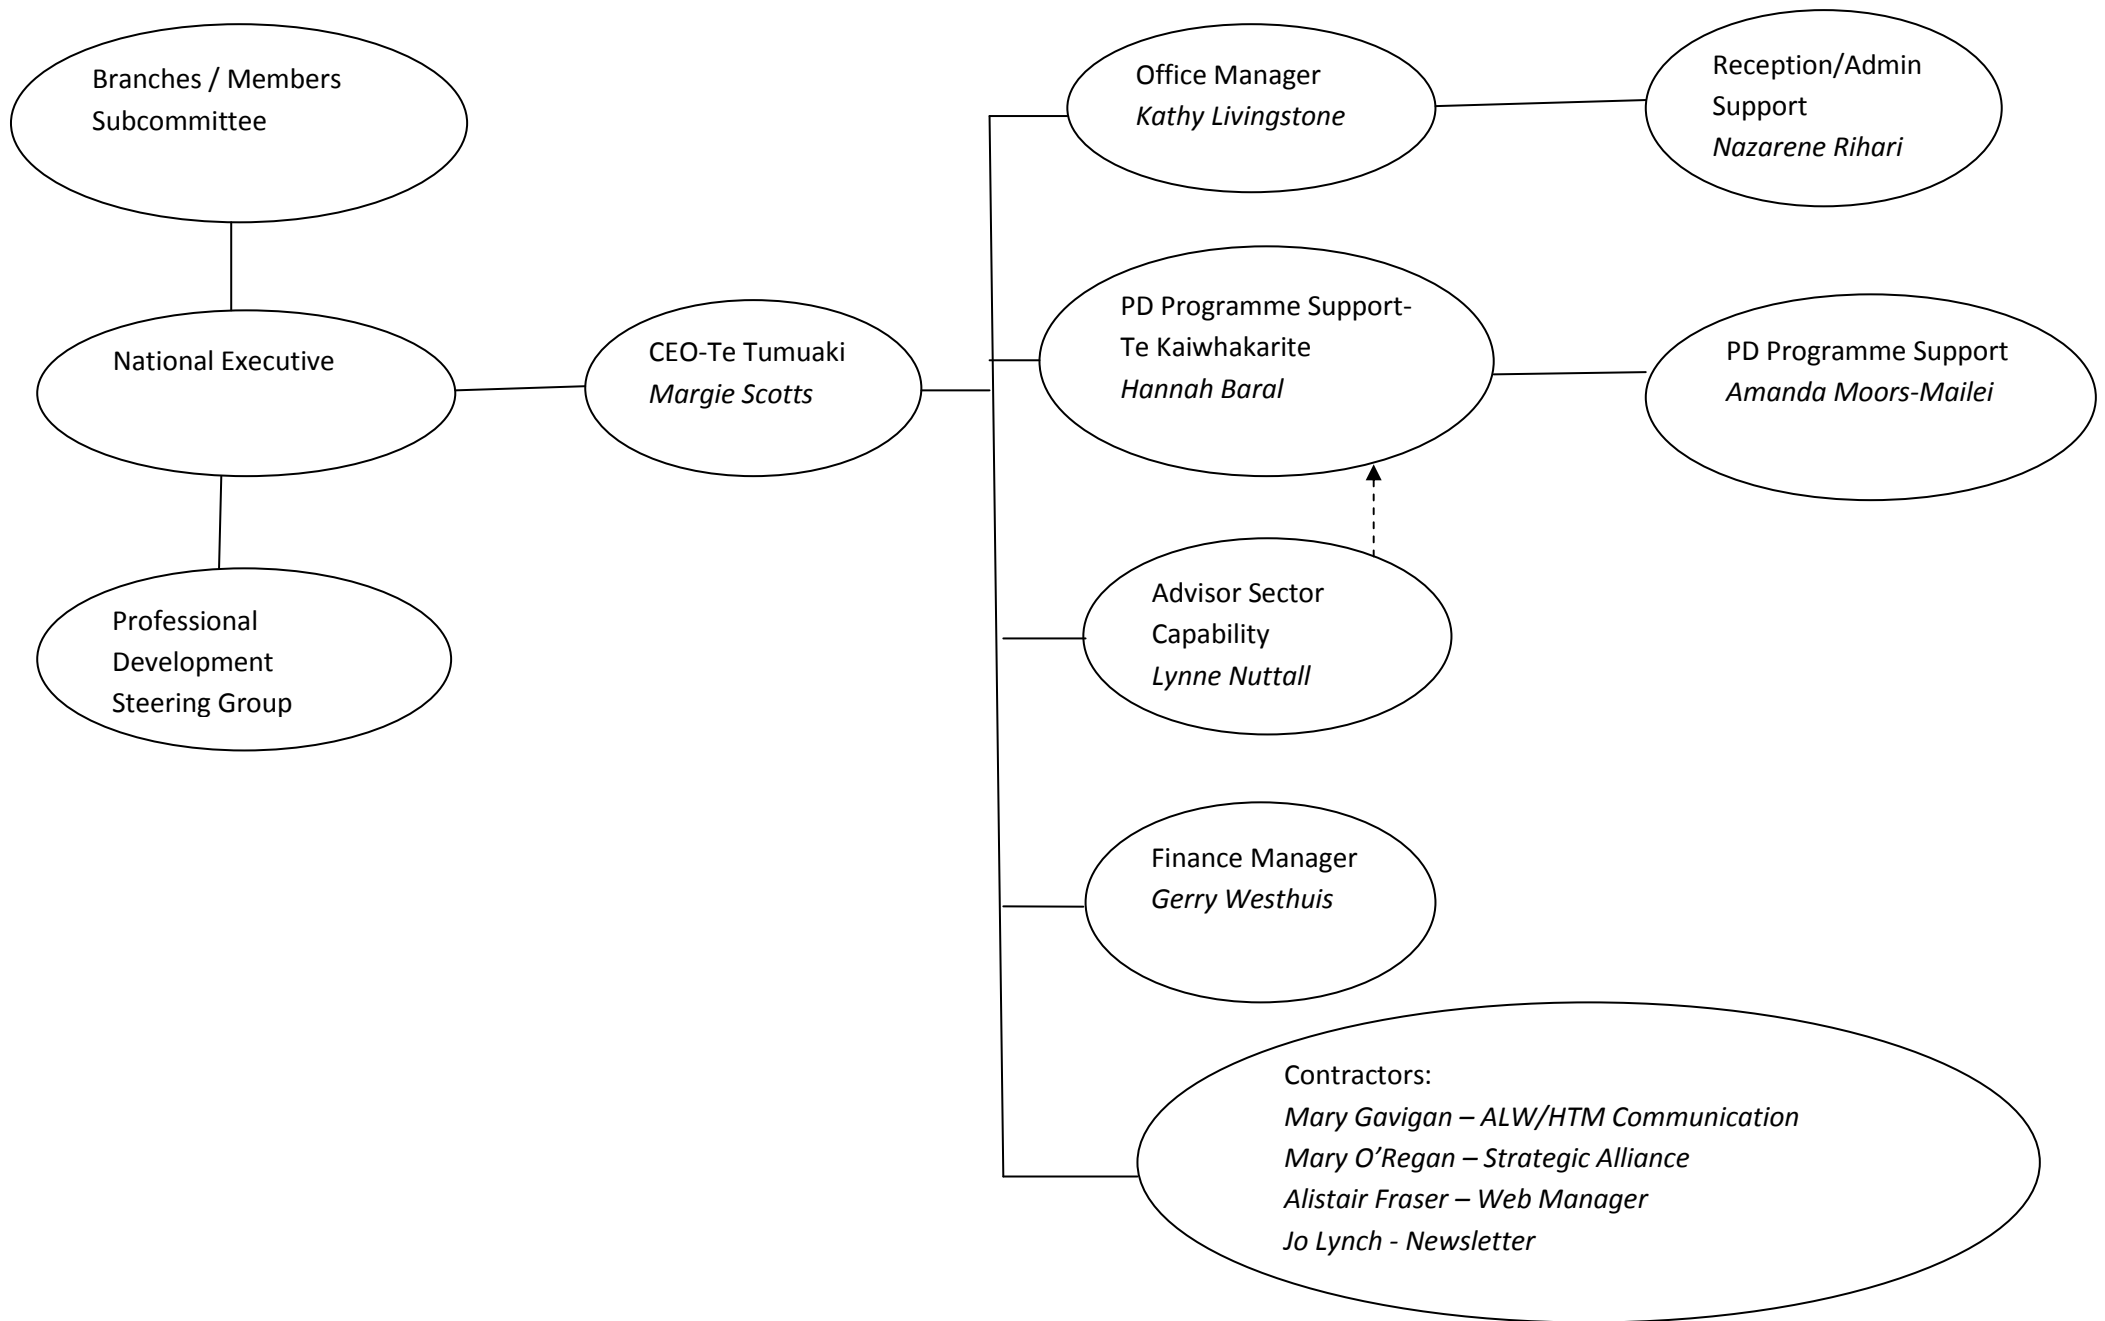 Branches / Members
Subcommittee
National Executive
Professional
Development
Steering Group
CEO-Te Tumuaki
Margie Scotts
Office Manager
Kathy Livingstone
Reception/Admin
Support
Nazarene Rihari
PD Programme Support-
Te Kaiwhakarite
Hannah Baral
PD Programme Support
Amanda Moors-Mailei
Advisor Sector
Capability
Lynne Nuttall
Finance Manager
Gerry Westhuis
Contractors:
Mary Gavigan – ALW/HTM Communication
Mary O’Regan – Strategic Alliance
Alistair Fraser – Web Manager
Jo Lynch - Newsletter